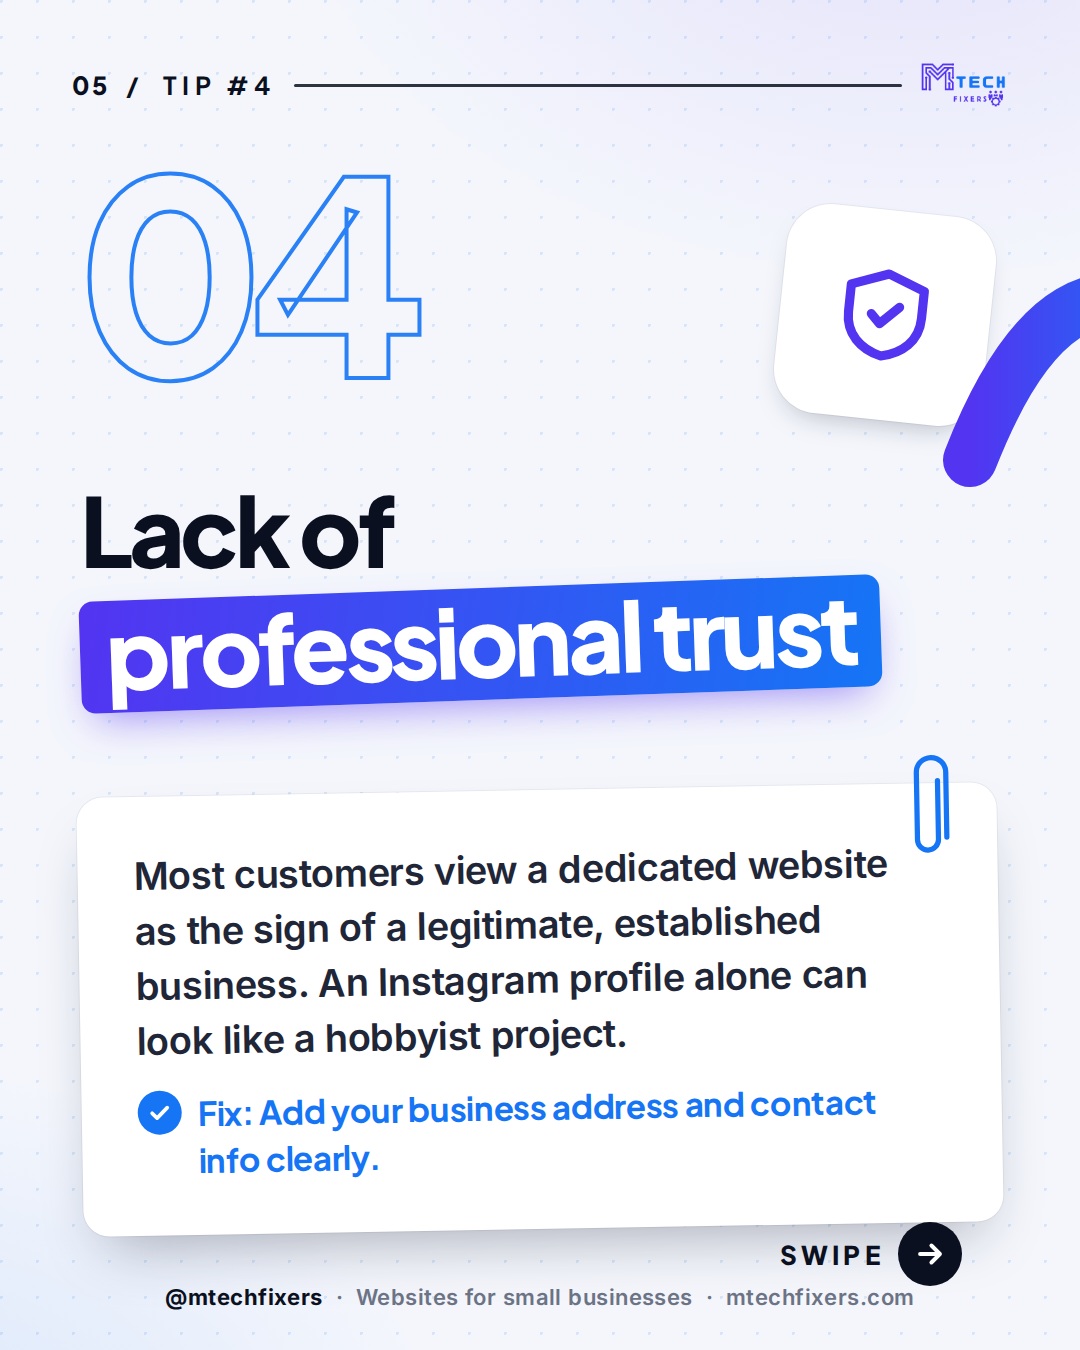 05 / TIP #4
MTECH
FIXERS
04
Lack of
professional trust
Most customers view a dedicated website
as the sign of a legitimate, established
business. An Instagram profile alone can
look like a hobbyist project.
Fix: Add your business address and contact
info clearly.
SWIPE
@mtechfixers · Websites for small businesses · mtechfixers.com